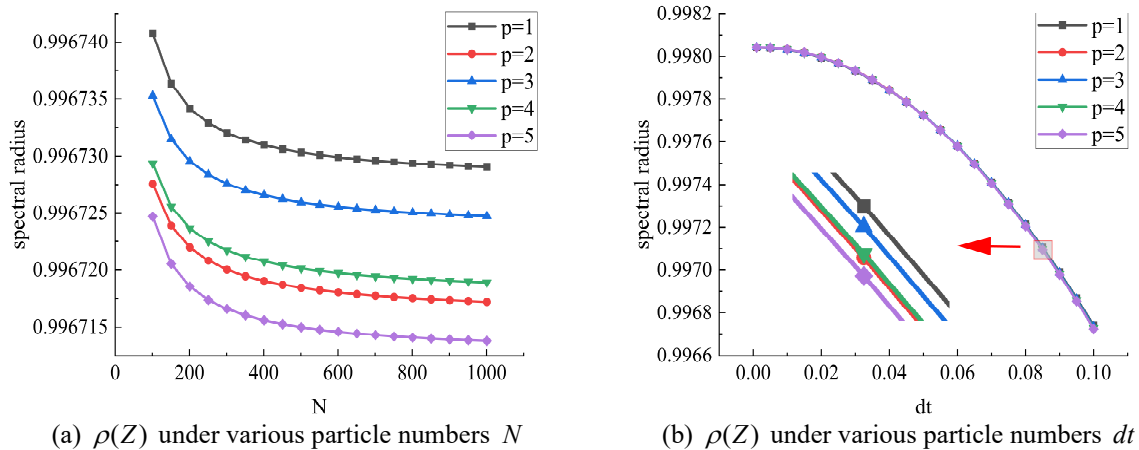 0.996740
0.996735
0.996730
0.996725
0.996720
0.996715
spectral radius
0 200 400 600 800 1000
N
p=1
p=2
p=3
p=4
p=5
(a) ρ(Z) under various particle numbers N
0.9982
0.9980
0.9978
0.9976
0.9974
0.9972
0.9970
0.9968
0.9966
spectral radius
0.00 0.02 0.04 0.06 0.08 0.10
dt
p=1
p=2
p=3
p=4
p=5
(b) ρ(Z) under various particle numbers dt